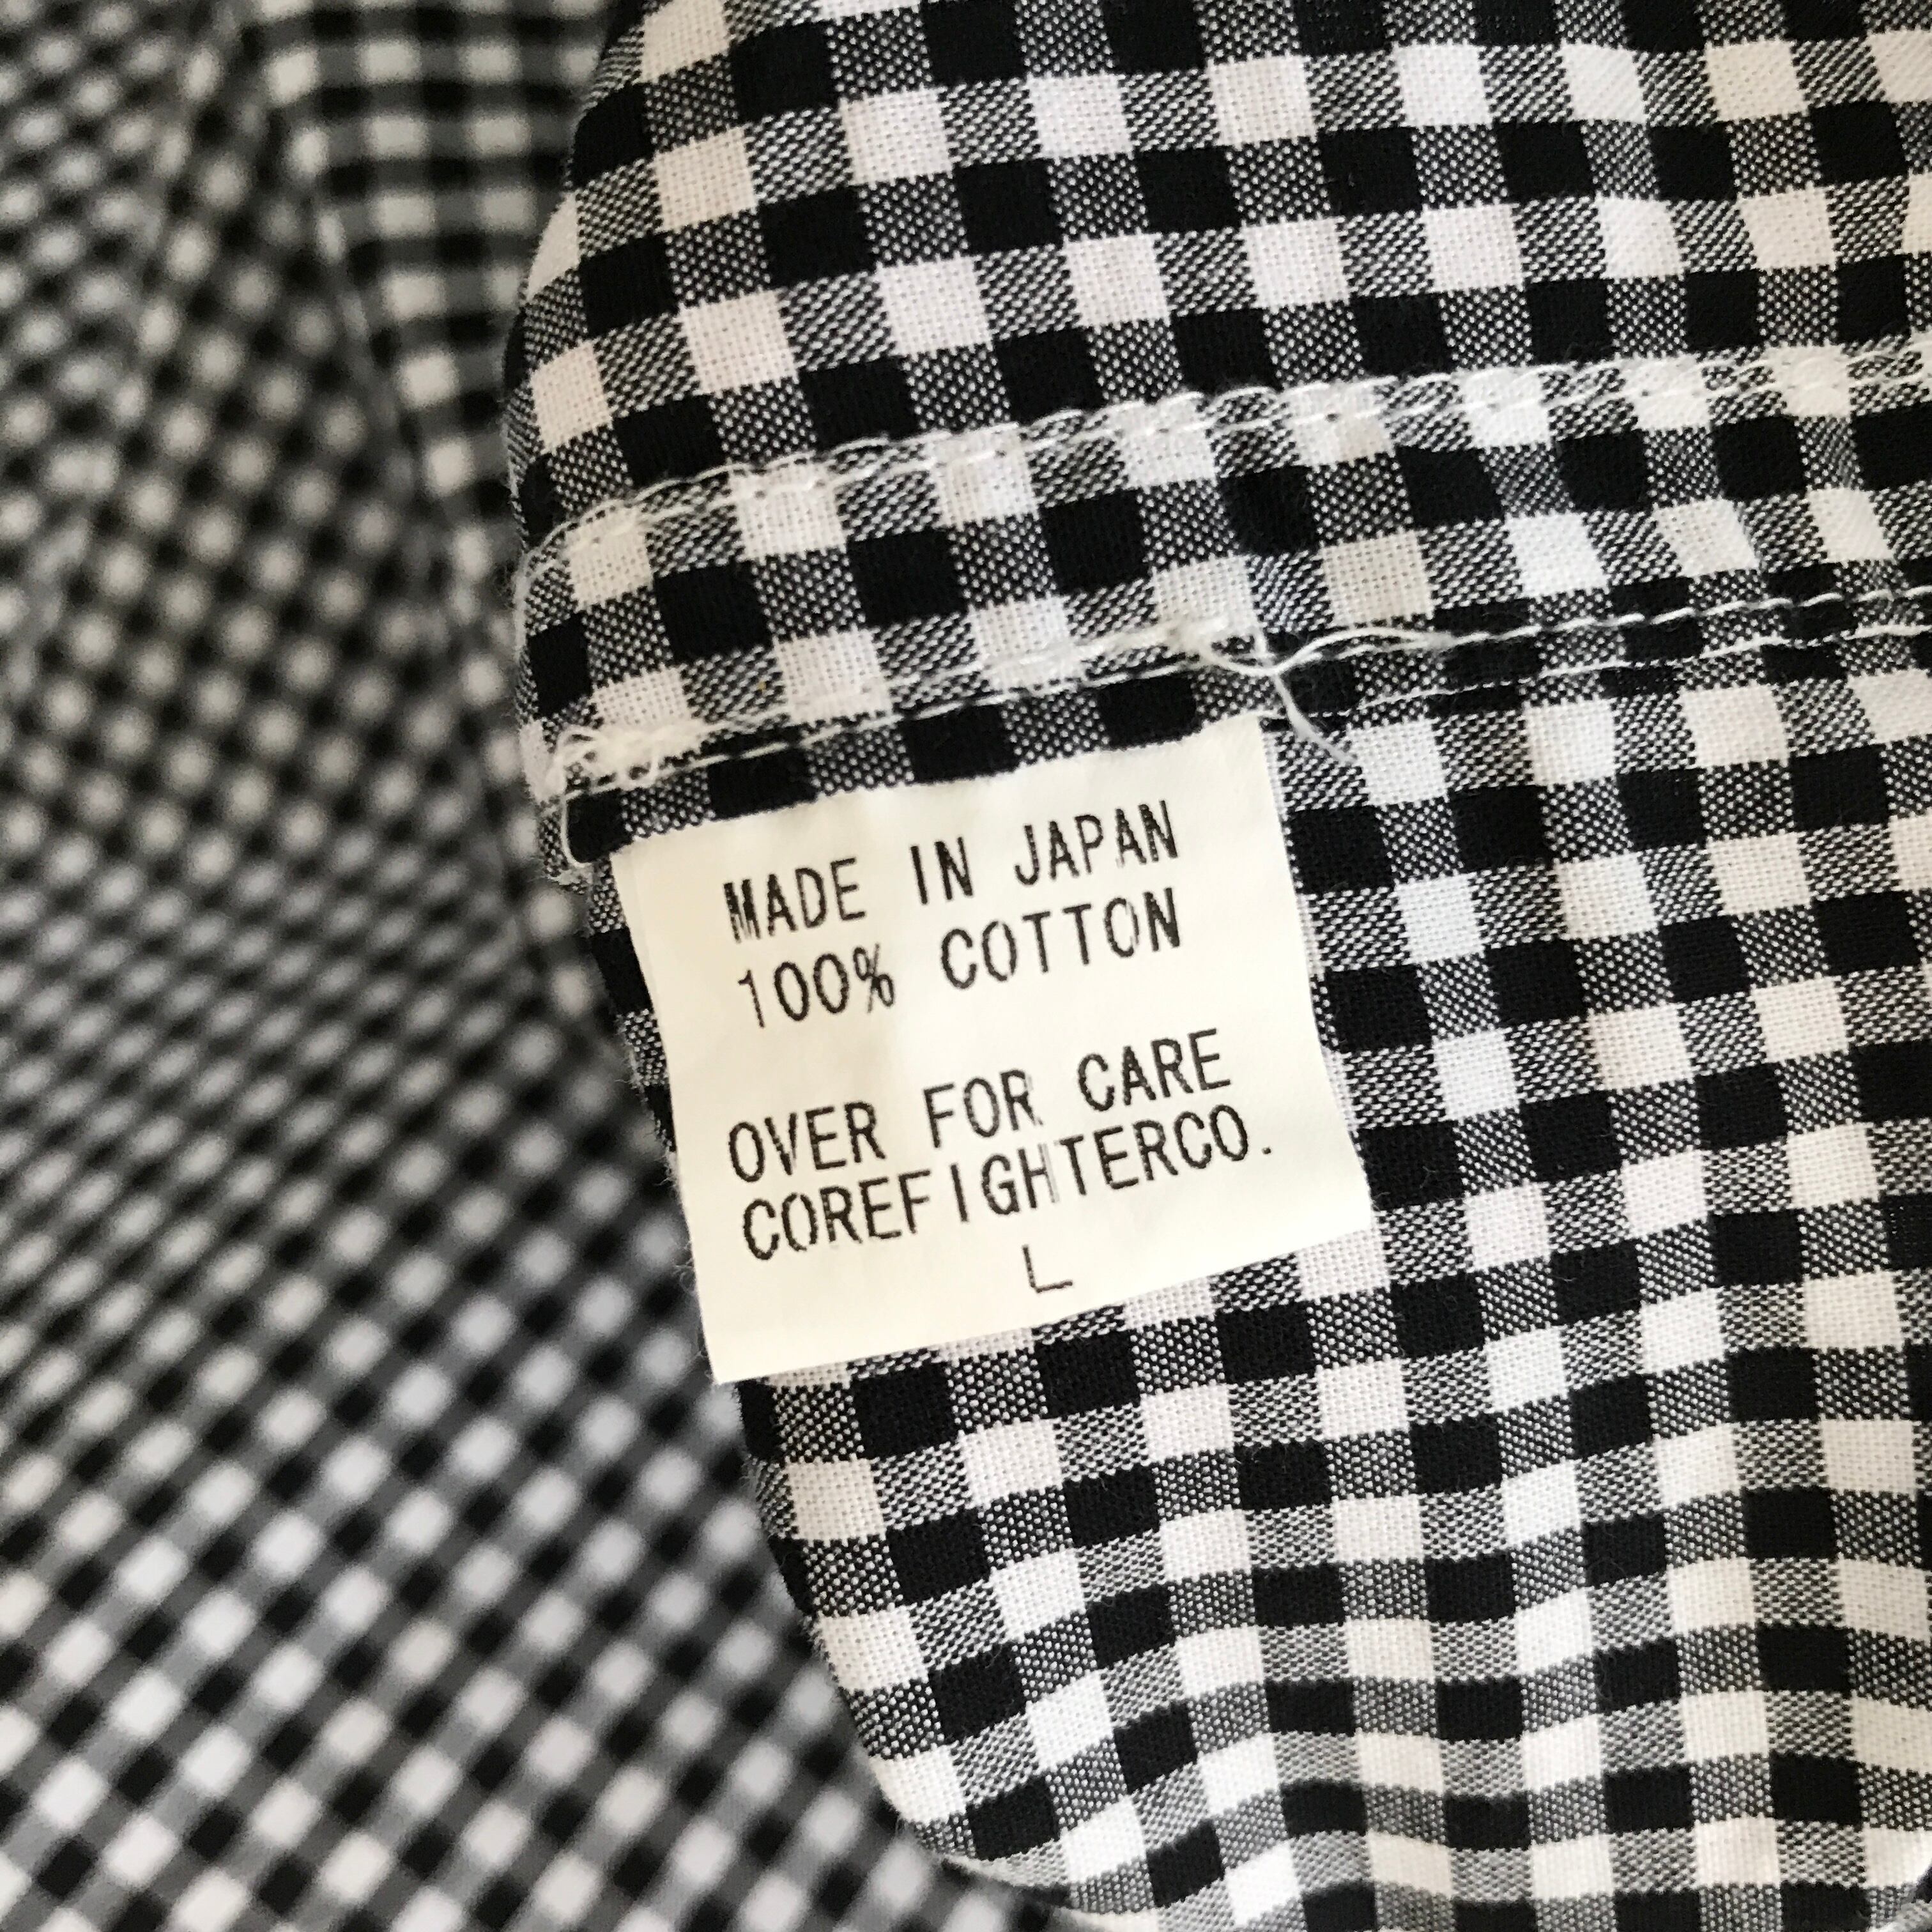 MADE IN JAPAN
100% COTTON
OVER FOR CARE
COREFIGHTERCO.
L